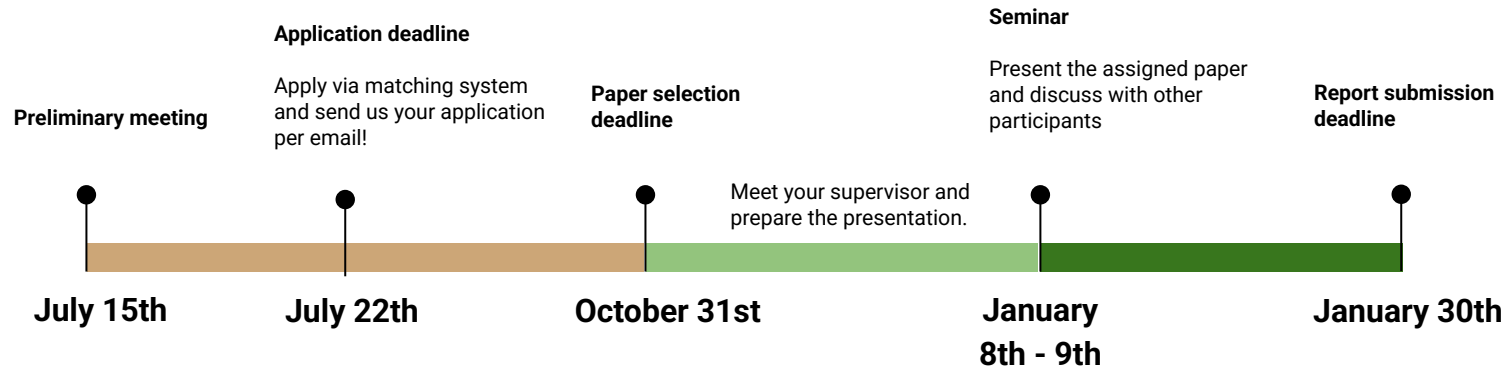 Preliminary meeting
Application deadline
Apply via matching system
and send us your application
per email!
Paper selection
deadline
Meet your supervisor and
prepare the presentation.
Seminar
Present the assigned paper
and discuss with other
participants
Report submission
deadline
July 15th
July 22th
October 31st
January
8th - 9th
January 30th